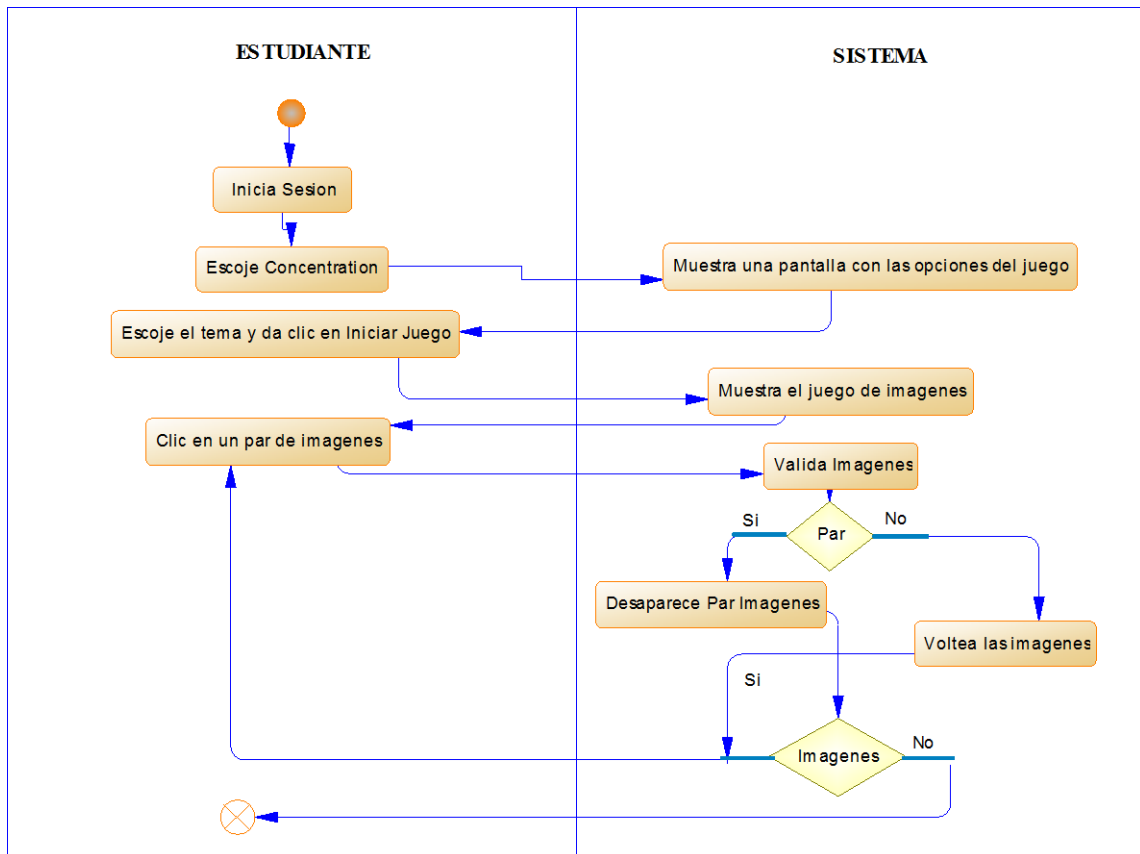 ESTUDIANTE
SISTEMA
Inicia Sesion
Escoje Concentration
Muestra una pantalla con las opciones del juego
Escoje el tema y da clic en Iniciar Juego
Muestra el juego de imagenes
Clic en un par de imagenes
Valida Imagenes
Si
Par
No
Desaparece Par Imagenes
Voltea las imagenes
Si
Imagenes
No